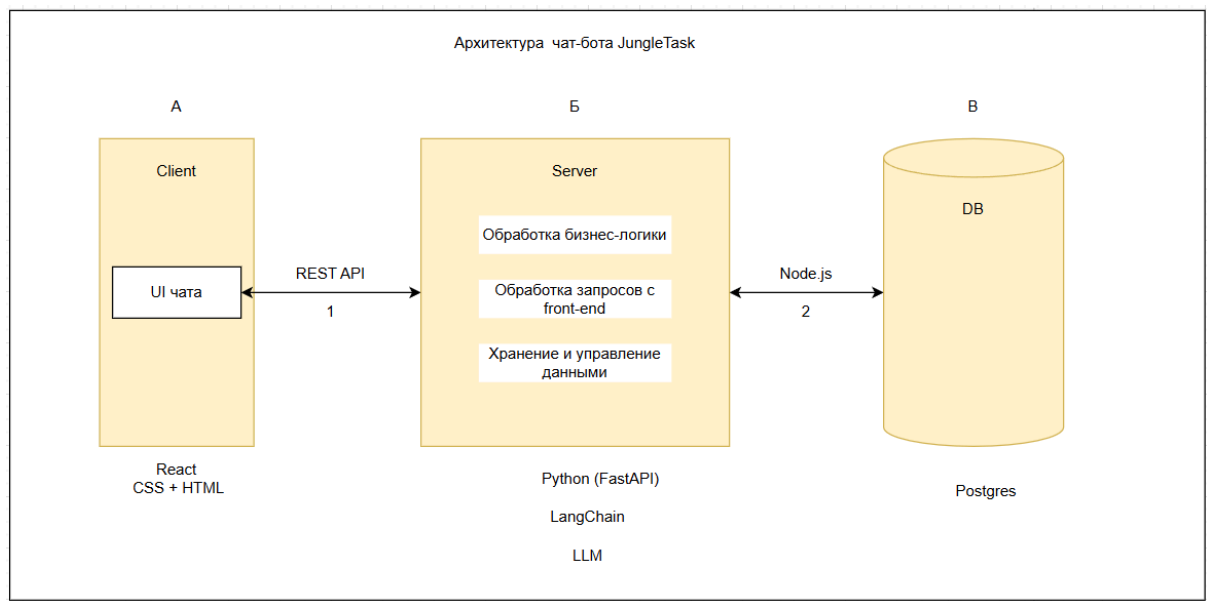 Архитектура чат-бота JungleTask
А
Б
В
Client
Server
DB
Обработка бизнес-логики
UI чата
REST API
1
Обработка запросов с
front-end
Node.js
2
Хранение и управление
данными
React
CSS + HTML
Python (FastAPI)
LangChain
LLM
Postgres